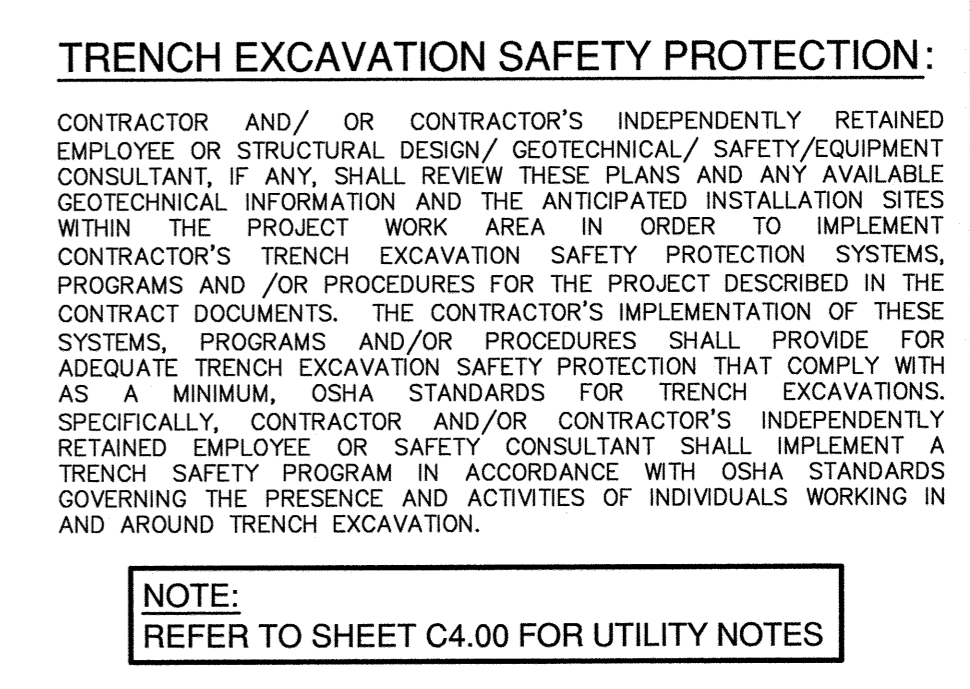 TRENCH EXCAVATION SAFETY PROTECTION:
CONTRACTOR AND/ OR CONTRACTOR'S INDEPENDENTLY RETAINED
EMPLOYEE OR STRUCTURAL DESIGN/ GEOTECHNICAL/ SAFETY/EQUIPMENT
CONSULTANT, IF ANY, SHALL REVIEW THESE PLANS AND ANY AVAILABLE
GEOTECHNICAL INFORMATION AND THE ANTICIPATED INSTALLATION SITES
WITHIN THE PROJECT WORK AREA IN ORDER TO IMPLEMENT
CONTRACTOR'S TRENCH EXCAVATION SAFETY PROTECTION SYSTEMS,
PROGRAMS AND /OR PROCEDURES FOR THE PROJECT DESCRIBED IN THE
CONTRACT DOCUMENTS. THE CONTRACTOR'S IMPLEMENTATION OF THESE
SYSTEMS, PROGRAMS AND/OR PROCEDURES SHALL PROVIDE FOR
ADEQUATE TRENCH EXCAVATION SAFETY PROTECTION THAT COMPLY WITH
AS A MINIMUM, OSHA STANDARDS FOR TRENCH EXCAVATIONS.
SPECIFICALLY, CONTRACTOR AND/OR CONTRACTOR'S INDEPENDENTLY
RETAINED EMPLOYEE OR SAFETY CONSULTANT SHALL IMPLEMENT A
TRENCH SAFETY PROGRAM IN ACCORDANCE WITH OSHA STANDARDS
GOVERNING THE PRESENCE AND ACTIVITIES OF INDIVIDUALS WORKING IN
AND AROUND TRENCH EXCAVATION.
NOTE:
REFER TO SHEET C4.00 FOR UTILITY NOTES